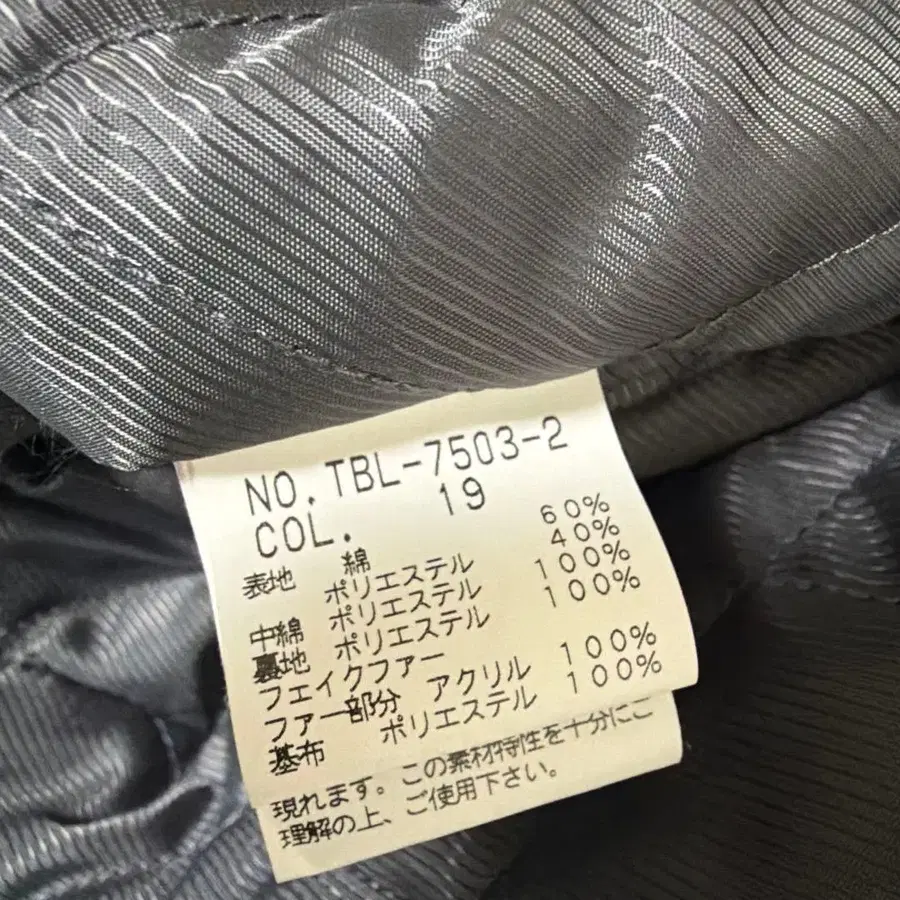 NO. TBL-7503-2
COL. 19
表地 綿 60%
ポリエステル 40%
中綿 ポリエステル 100%
裏地 ポリエステル 100%
フェイクファー
ファー部分 アクリル 100%
基布 ポリエステル 100%
現れます。この素材特性を十分にご
理解の上、ご使用下さい。